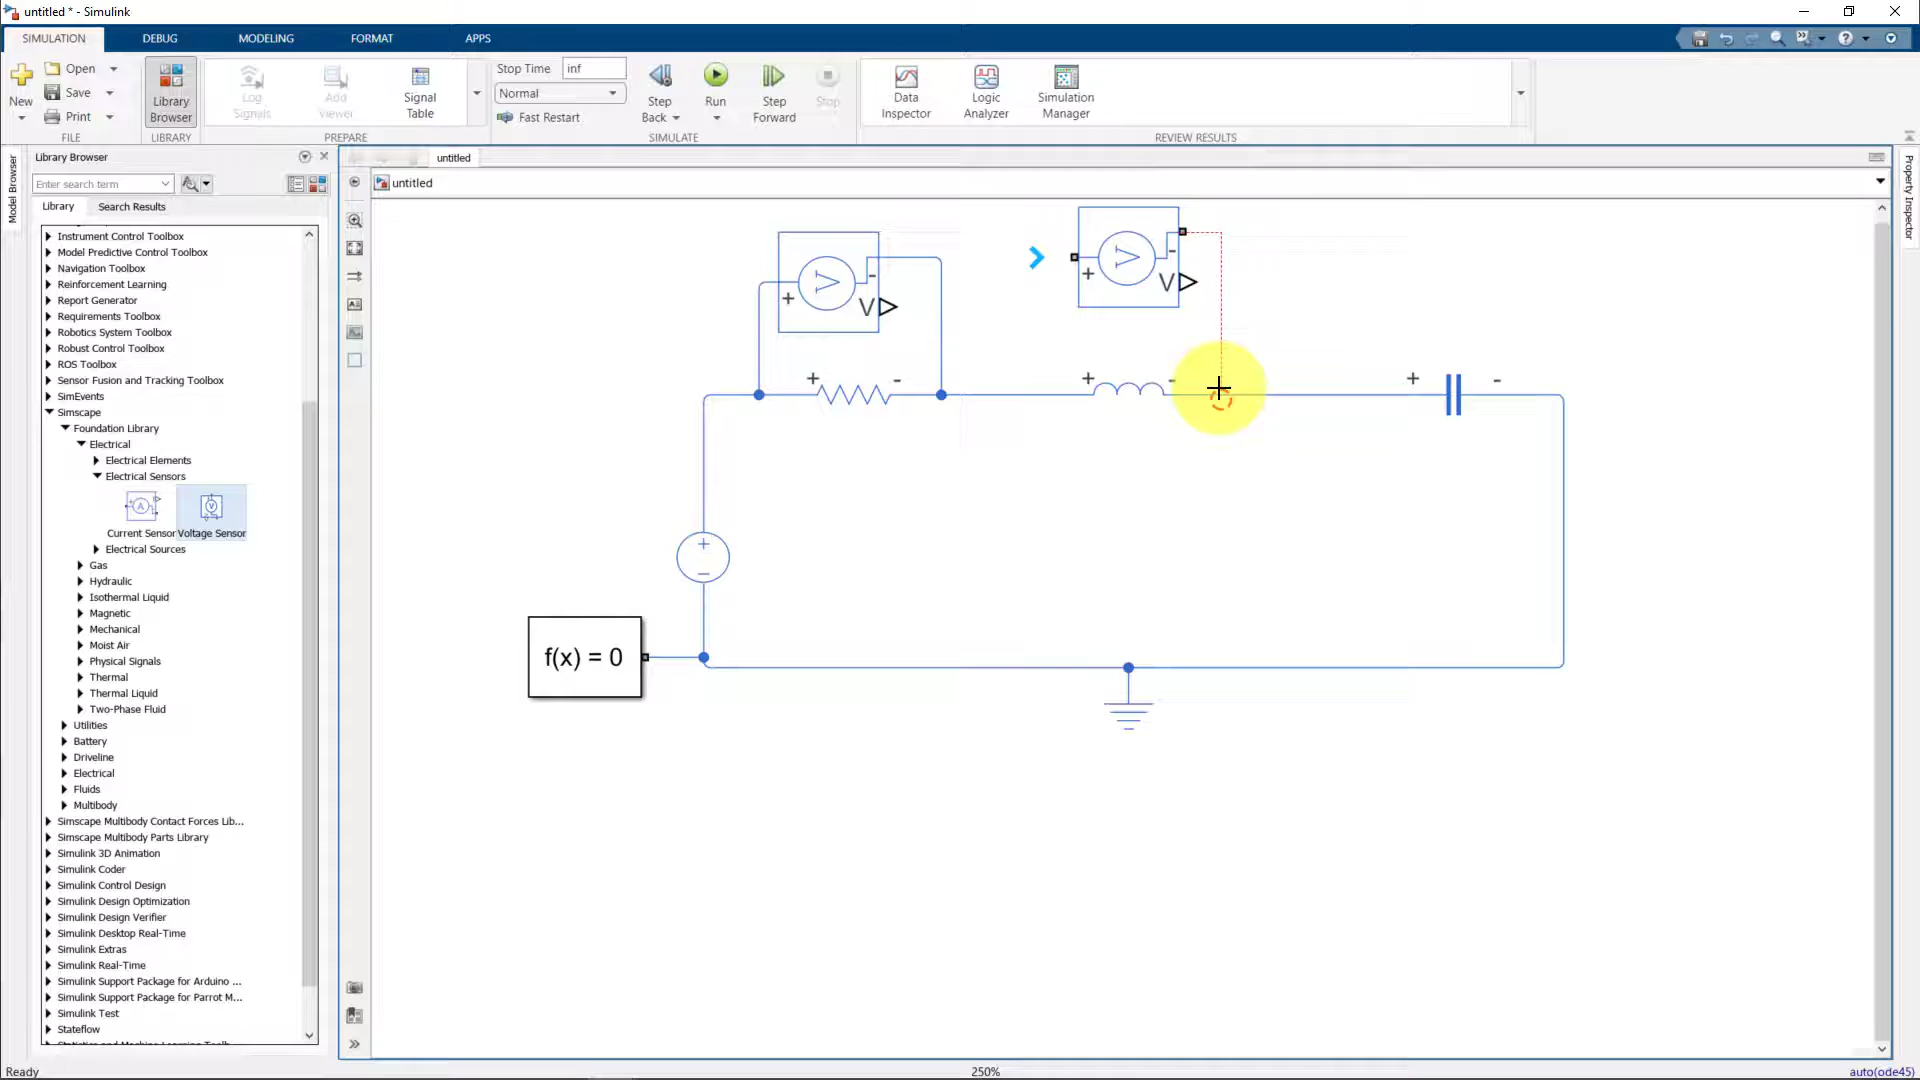 untitled * - Simulink
SIMULATION
DEBUG
MODELING
FORMAT
APPS
New
Open
Save
Print
FILE
Library
Browser
LIBRARY
Log
Signals
Add
Viewer
Signal
Table
PREPARE
Stop Time
inf
Normal
Fast Restart
Step
Back
Run
Step
Forward
Stop
SIMULATE
Data
Inspector
Logic
Analyzer
Simulation
Manager
REVIEW RESULTS
Model Browser
Library Browser
Enter search term
Library
Search Results
Instrument Control Toolbox
Model Predictive Control Toolbox
Navigation Toolbox
Reinforcement Learning
Report Generator
Requirements Toolbox
Robotics System Toolbox
Robust Control Toolbox
ROS Toolbox
Sensor Fusion and Tracking Toolbox
SimEvents
Simscape
Foundation Library
Electrical
Electrical Elements
Electrical Sensors
Current Sensor
Voltage Sensor
Electrical Sources
Gas
Hydraulic
Isothermal Liquid
Magnetic
Mechanical
Moist Air
Physical Signals
Thermal
Thermal Liquid
Two-Phase Fluid
Utilities
Battery
Driveline
Electrical
Fluids
Multibody
Simscape Multibody Contact Forces Lib...
Simscape Multibody Parts Library
Simulink 3D Animation
Simulink Coder
Simulink Control Design
Simulink Design Optimization
Simulink Design Verifier
Simulink Desktop Real-Time
Simulink Extras
Simulink Real-Time
Simulink Support Package for Arduino ...
Simulink Support Package for Parrot M...
Simulink Test
Stateflow
untitled
untitled
Property Inspector
V
+
-
V
V
+
-
V
+
-
+
-
+
-
+
−
f(x) = 0
Ready
250%
auto(ode45)